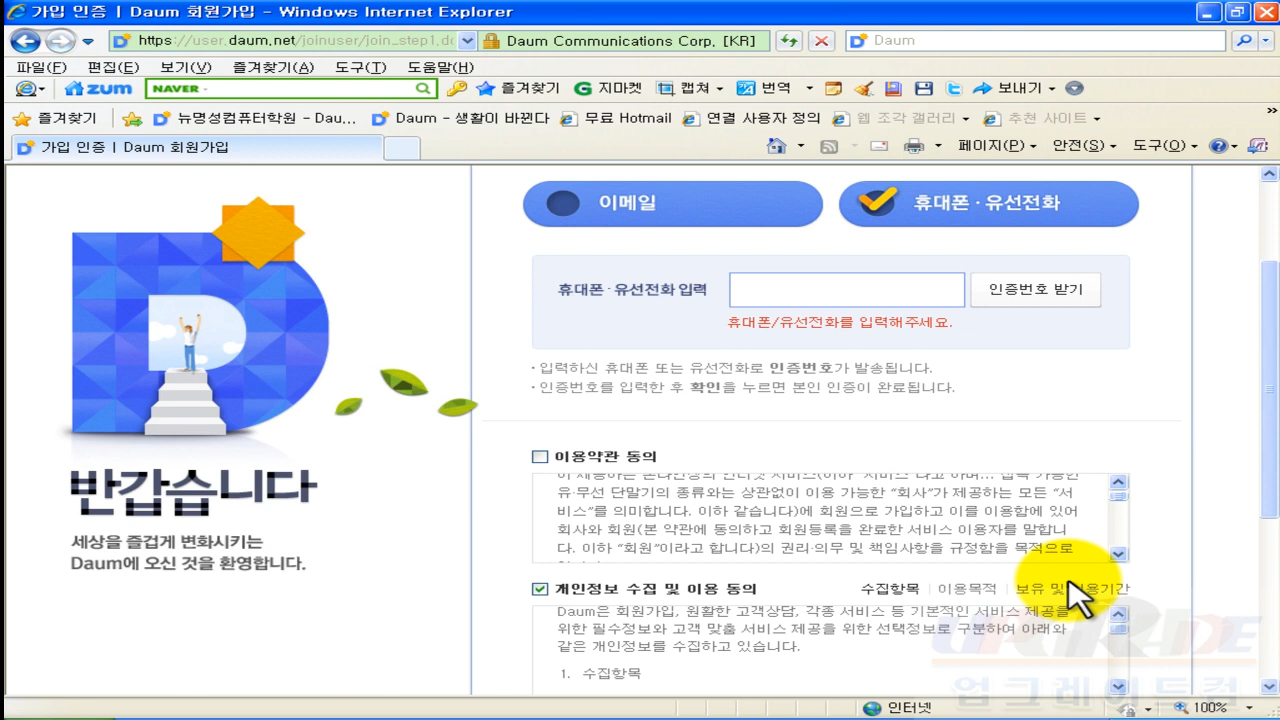 가입 인증 | Daum 회원가입 - Windows Internet Explorer
https://user.daum.net/joinuser/join_step1.do Daum Communications Corp. [KR] Daum
파일(F) 편집(E) 보기(V) 즐겨찾기(A) 도구(T) 도움말(H)
zum NAVER 즐겨찾기 지마켓 캡쳐 번역 보내기
즐겨찾기 뉴명성컴퓨터학원 - Dau... Daum - 생활이 바뀐다 무료 Hotmail 연결 사용자 정의 웹 조각 갤러리 추천 사이트
가입 인증 | Daum 회원가입 페이지(P) 안전(S) 도구(O)
이메일 휴대폰·유선전화
휴대폰·유선전화 입력 인증번호 받기
휴대폰/유선전화를 입력해주세요.
· 입력하신 휴대폰 또는 유선전화로 인증번호가 발송됩니다.
· 인증번호를 입력한 후 확인을 누르면 본인 인증이 완료됩니다.
반갑습니다
세상을 즐겁게 변화시키는
Daum에 오신 것을 환영합니다.
이용약관 동의
유·무선 단말기의 종류와는 상관없이 이용 가능한 “회사”가 제공하는 모든 “서
비스”를 의미합니다. 이하 같습니다)에 회원으로 가입하고 이를 이용함에 있어
회사와 회원(본 약관에 동의하고 회원등록을 완료한 서비스 이용자를 말합니
다. 이하 “회원”이라고 합니다)의 권리·의무 및 책임사항을 규정함을 목적으로
개인정보 수집 및 이용 동의 수집항목 | 이용목적 | 보유 및 이용기간
Daum은 회원가입, 원활한 고객상담, 각종 서비스 등 기본적인 서비스 제공을
위한 필수정보와 고객 맞춤 서비스 제공을 위한 선택정보로 구분하여 아래와
같은 개인정보를 수집하고 있습니다.
1. 수집항목
업그레이드컴
인터넷 100%